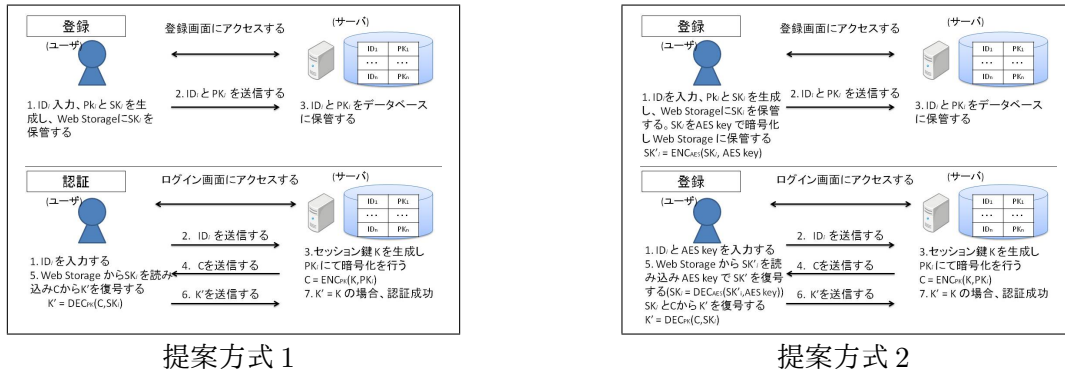 登録
(ユーザ)
登録画面にアクセスする
(サーバ)
ID₁ PK₁
… …
IDₙ PKₙ
1. IDᵢ 入力、Pkᵢ と SKᵢ を生
成し、Web StorageにSKᵢ を
保管する
2. IDᵢ と PKᵢ を送信する
3. IDᵢ と PKᵢ をデータベース
に保管する
認証
(ユーザ)
ログイン画面にアクセスする
(サーバ)
ID₁ PK₁
… …
IDₙ PKₙ
2. IDᵢ を送信する
1. IDᵢ を入力する
5. Web Storage からSKᵢ を読み
込みCからK'を復号する
K' = DECPK(C,SKᵢ)
4. Cを送信する
6. K'を送信する
3.セッション鍵 K を生成し
PKᵢ にて暗号化を行う
C = ENCPK(K,PKᵢ)
7. K' = K の場合、認証成功
提案方式 1
登録
(ユーザ)
登録画面にアクセスする
(サーバ)
ID₁ PK₁
… …
IDₙ PKₙ
1. IDᵢ を入力、Pkᵢ と SKᵢ を生成
し、Web StorageにSKᵢ を保管
する。SKᵢ をAES key で暗号化
し Web Storage に保管する
SK'ᵢ = ENCAES(SKᵢ, AES key)
2. IDᵢ と PKᵢ を送信する
3. IDᵢ と PKᵢ をデータベース
に保管する
登録
(ユーザ)
ログイン画面にアクセスする
(サーバ)
ID₁ PK₁
… …
IDₙ PKₙ
2. IDᵢ を送信する
1. IDᵢ と AES key を入力する
5. Web Storage から SK'ᵢ を読
み込み AES key で SK' を復号
する(SKᵢ = DECAES(SK'ᵢ,AES key))
SKᵢ とCから K' を復号する
K' = DECPK(C,SKᵢ)
4. Cを送信する
6. K'を送信する
3.セッション鍵 K を生成し
PKᵢ にて暗号化を行う
C = ENCPK(K,PKᵢ)
7. K' = K の場合、認証成功
提案方式 2